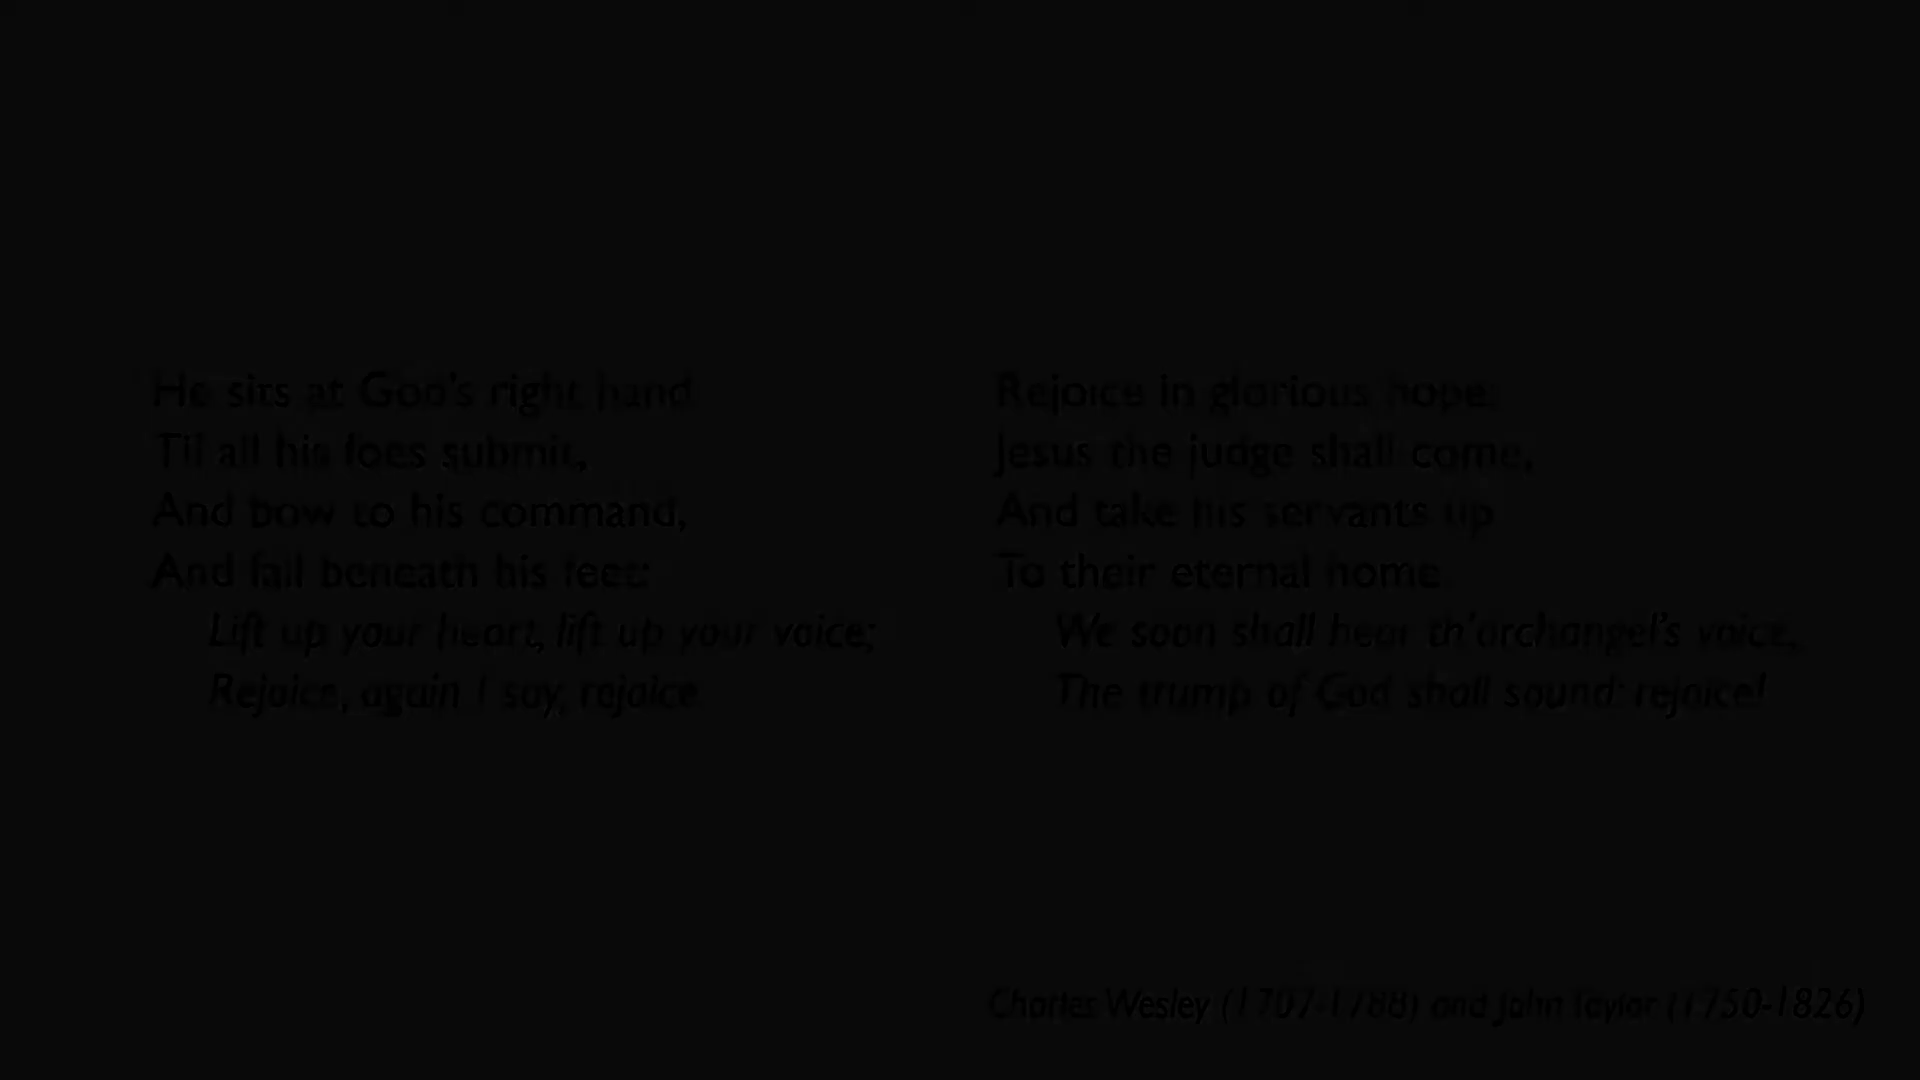 He sits at God's right hand
Til all his foes submit,
And bow to his command,
And fall beneath his feet:
Lift up your heart, lift up your voice;
Rejoice, again I say, rejoice.
Rejoice in glorious hope;
Jesus the judge shall come,
And take his servants up
To their eternal home.
We soon shall hear th'archangel's voice,
The trump of God shall sound: rejoice!
Charles Wesley (1707-1788) and John Taylor (1750-1826)